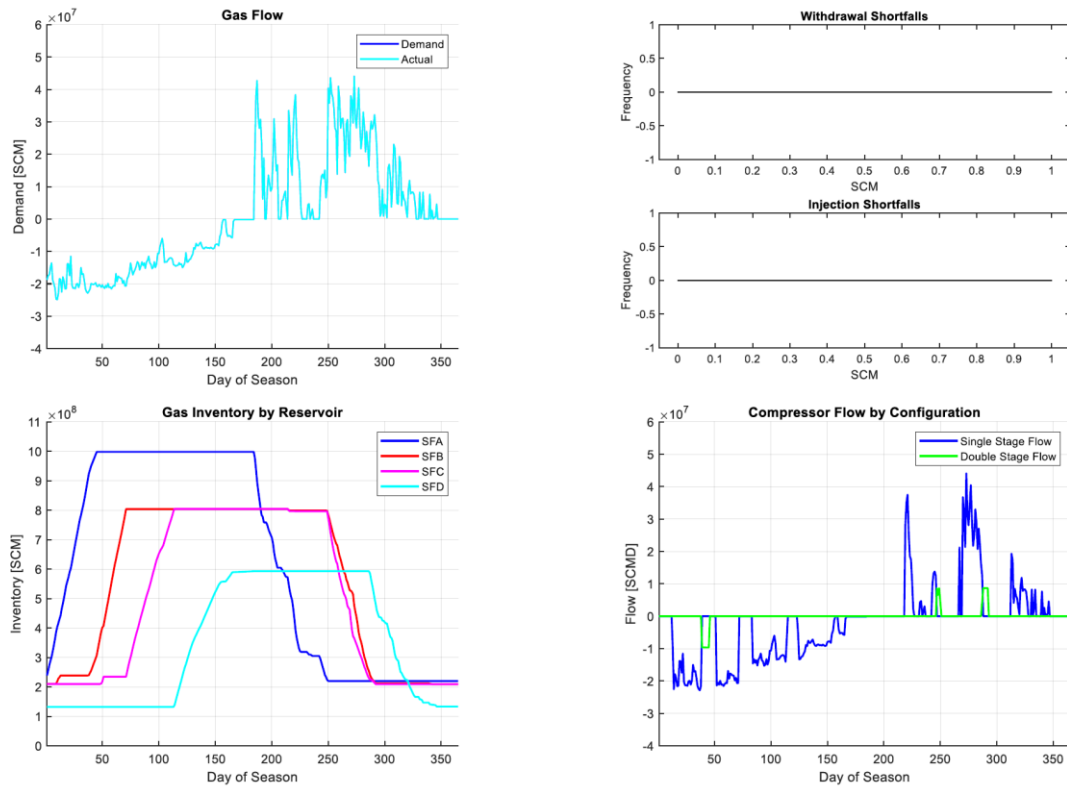 Gas Flow
×10⁷
6
5
4
3
2
1
0
-1
-2
-3
-4
Demand [SCM]
Demand
Actual
50 100 150 200 250 300 350
Day of Season
Withdrawal Shortfalls
1
0.5
0
-0.5
-1
Frequency
0 0.1 0.2 0.3 0.4 0.5 0.6 0.7 0.8 0.9 1
SCM
Injection Shortfalls
1
0.5
0
-0.5
-1
Frequency
0 0.1 0.2 0.3 0.4 0.5 0.6 0.7 0.8 0.9 1
SCM
Gas Inventory by Reservoir
×10⁸
11
10
9
8
7
6
5
4
3
2
1
0
Inventory [SCM]
SFA
SFB
SFC
SFD
50 100 150 200 250 300 350
Day of Season
Compressor Flow by Configuration
×10⁷
6
5
4
3
2
1
0
-1
-2
-4
Flow [SCMD]
Single Stage Flow
Double Stage Flow
50 100 150 200 250 300 350
Day of Season